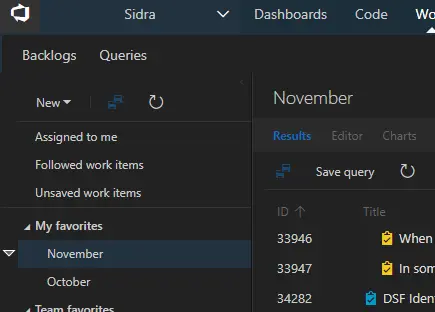 Sidra Dashboards Code
Backlogs Queries
New
November
Assigned to me
Results Editor Charts
Followed work items
Save query
Unsaved work items
ID Title
My favorites
33946 When
November
33947 In som
October
34282 DSF Iden
Team favorites